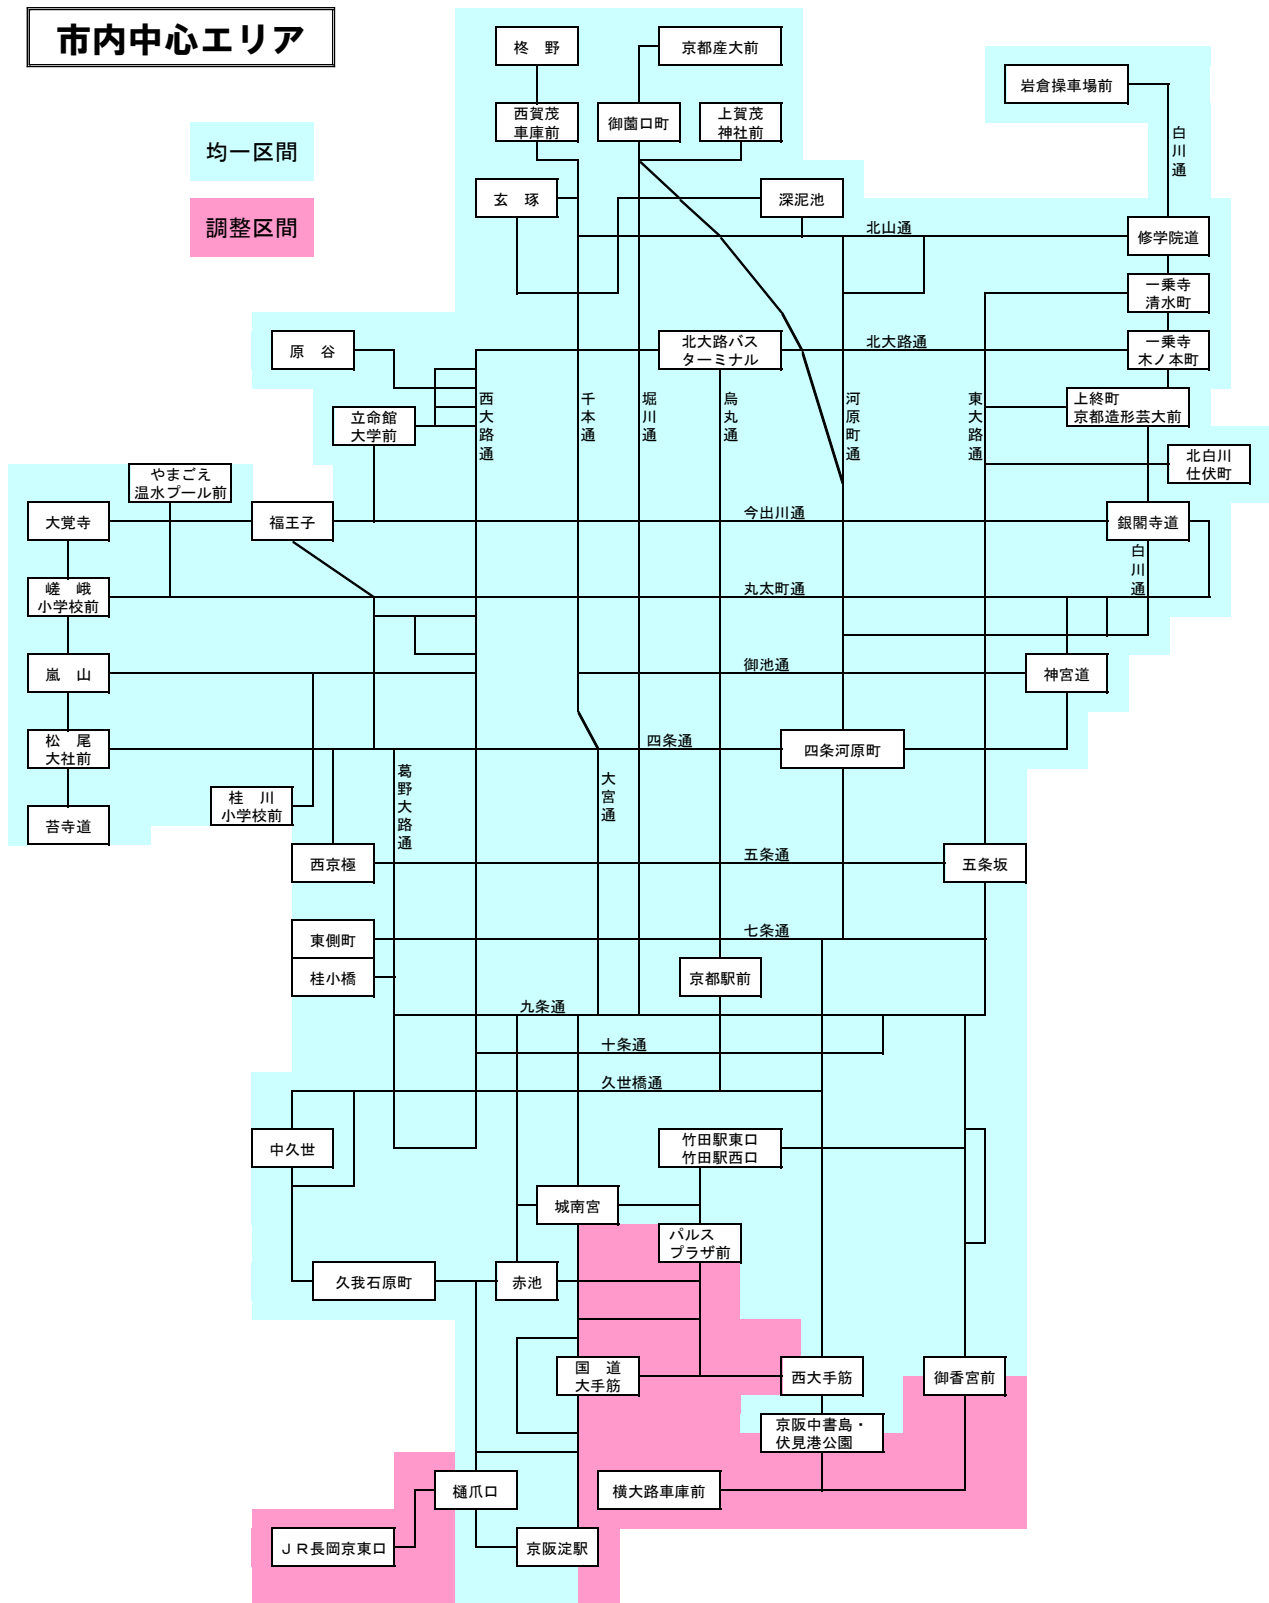 市内中心エリア
均一区間
調整区間
柊　野
京都産大前
岩倉操車場前
西賀茂
車庫前
御薗口町
上賀茂
神社前
白川通
玄　琢
深泥池
北山通
修学院道
一乗寺
清水町
原　谷
北大路バス
ターミナル
北大路通
一乗寺
木ノ本町
西大路通
千本通
堀川通
烏丸通
河原町通
東大路通
上終町
京都造形芸大前
立命館
大学前
北白川
仕伏町
やまごえ
温水プール前
大覚寺
福王子
今出川通
銀閣寺道
白川通
嵯　峨
小学校前
丸太町通
嵐　山
御池通
神宮道
松　尾
大社前
四条通
四条河原町
葛野大路通
大宮通
桂　川
小学校前
苔寺道
西京極
五条通
五条坂
東側町
七条通
桂小橋
京都駅前
九条通
十条通
久世橋通
中久世
竹田駅東口
竹田駅西口
城南宮
パルス
プラザ前
久我石原町
赤池
国　道
大手筋
西大手筋
御香宮前
京阪中書島・
伏見港公園
樋爪口
横大路車庫前
ＪＲ長岡京東口
京阪淀駅